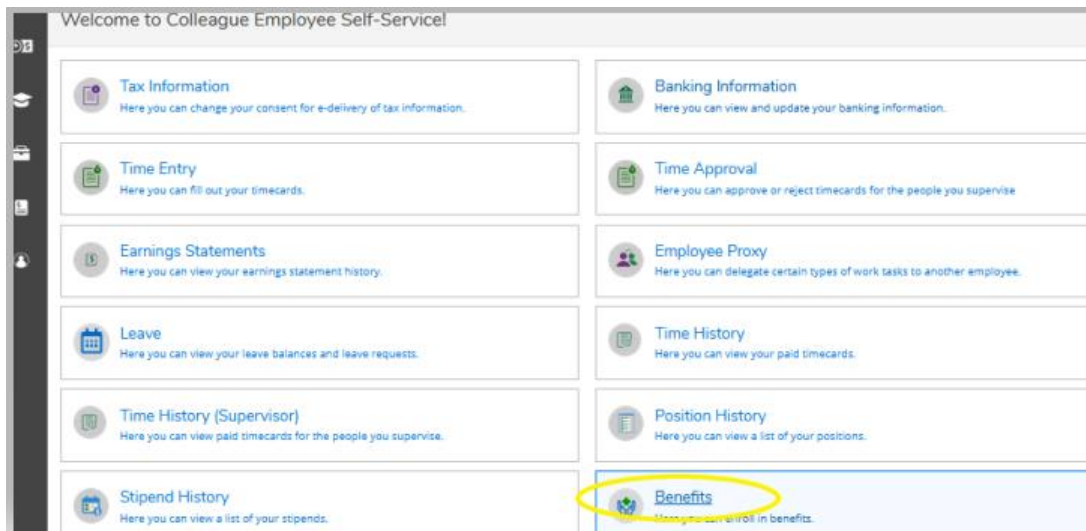 Welcome to Colleague Employee Self-Service!
Tax Information
Here you can change your consent for e-delivery of tax information.
Banking Information
Here you can view and update your banking information.
Time Entry
Here you can fill out your timecards.
Time Approval
Here you can approve or reject timecards for the people you supervise
Earnings Statements
Here you can view your earnings statement history.
Employee Proxy
Here you can delegate certain types of work tasks to another employee.
Leave
Here you can view your leave balances and leave requests.
Time History
Here you can view your paid timecards.
Time History (Supervisor)
Here you can view paid timecards for the people you supervise.
Position History
Here you can view a list of your positions.
Stipend History
Here you can view a list of your stipends.
Benefits
Here you can enroll in benefits.